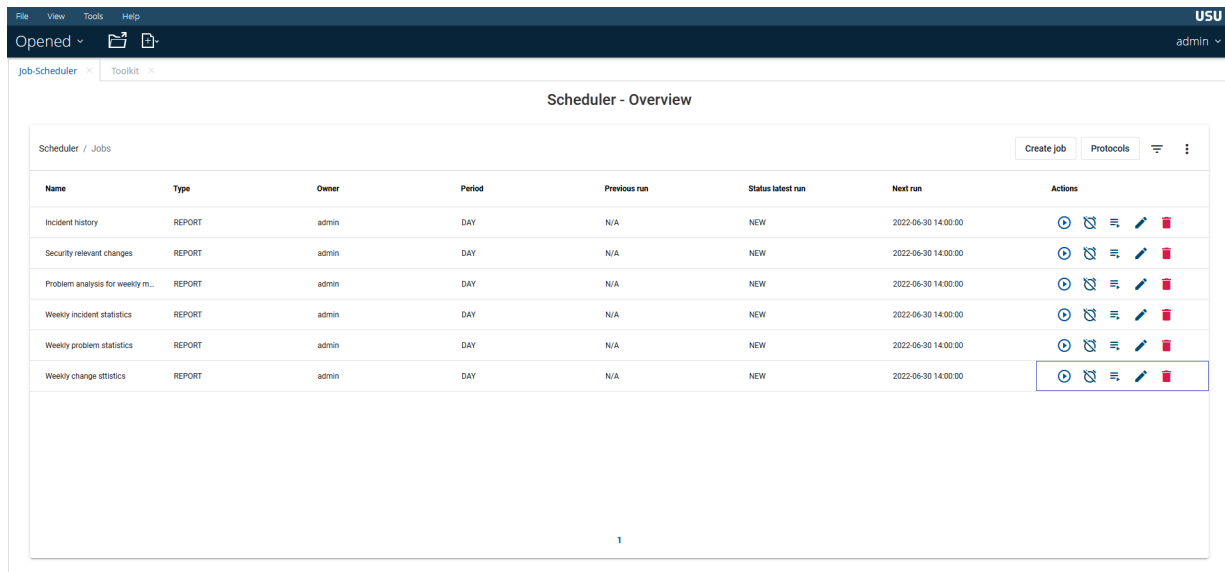 File View Tools Help USU
Opened admin
Job-Scheduler Toolkit
Scheduler - Overview
Scheduler / Jobs Create job Protocols
Name Type Owner Period Previous run Status latest run Next run Actions
Incident history REPORT admin DAY N/A NEW 2022-06-30 14:00:00
Security relevant changes REPORT admin DAY N/A NEW 2022-06-30 14:00:00
Problem analysis for weekly m... REPORT admin DAY N/A NEW 2022-06-30 14:00:00
Weekly incident statistics REPORT admin DAY N/A NEW 2022-06-30 14:00:00
Weekly problem statistics REPORT admin DAY N/A NEW 2022-06-30 14:00:00
Weekly change sttistics REPORT admin DAY N/A NEW 2022-06-30 14:00:00
1